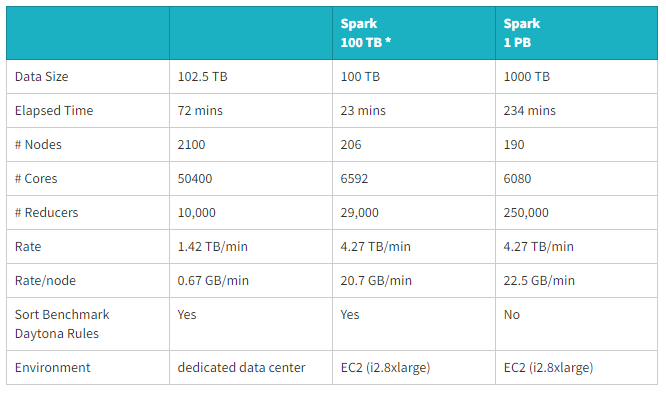 Spark
100 TB *
Spark
1 PB
Data Size 102.5 TB 100 TB 1000 TB
Elapsed Time 72 mins 23 mins 234 mins
# Nodes 2100 206 190
# Cores 50400 6592 6080
# Reducers 10,000 29,000 250,000
Rate 1.42 TB/min 4.27 TB/min 4.27 TB/min
Rate/node 0.67 GB/min 20.7 GB/min 22.5 GB/min
Sort Benchmark
Daytona Rules
Yes Yes No
Environment dedicated data center EC2 (i2.8xlarge) EC2 (i2.8xlarge)